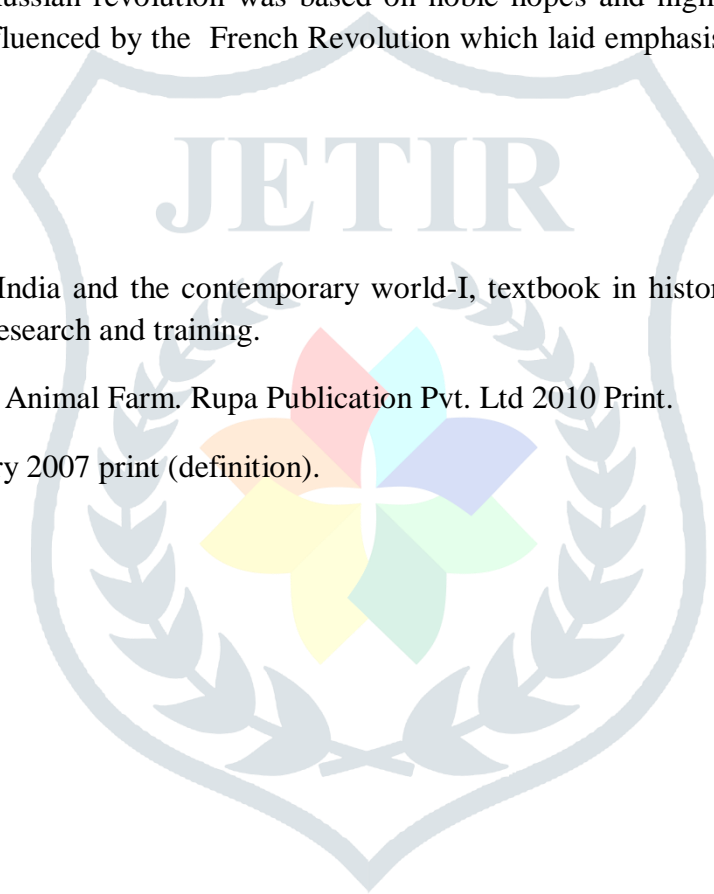 Russian revolution was based on noble hopes and high
fluenced by the French Revolution which laid emphasis
JETIR
India and the contemporary world-I, textbook in histor
esearch and training.
Animal Farm. Rupa Publication Pvt. Ltd 2010 Print.
ry 2007 print (definition).